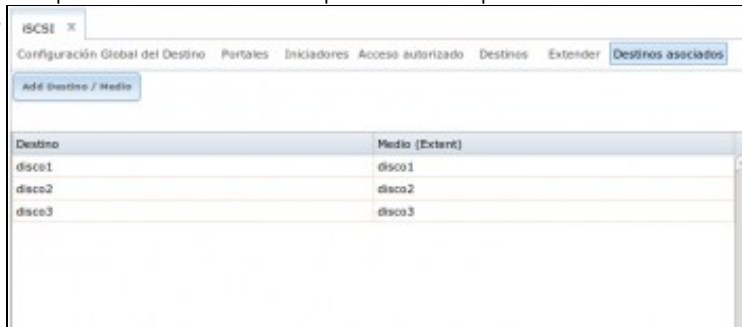 iSCSI
Configuración Global del Destino Portales Iniciadores Acceso autorizado Destinos Extender Destinos asociados
Add Destino / Medio
Destino Medio (Extent)
disco1 disco1
disco2 disco2
disco3 disco3